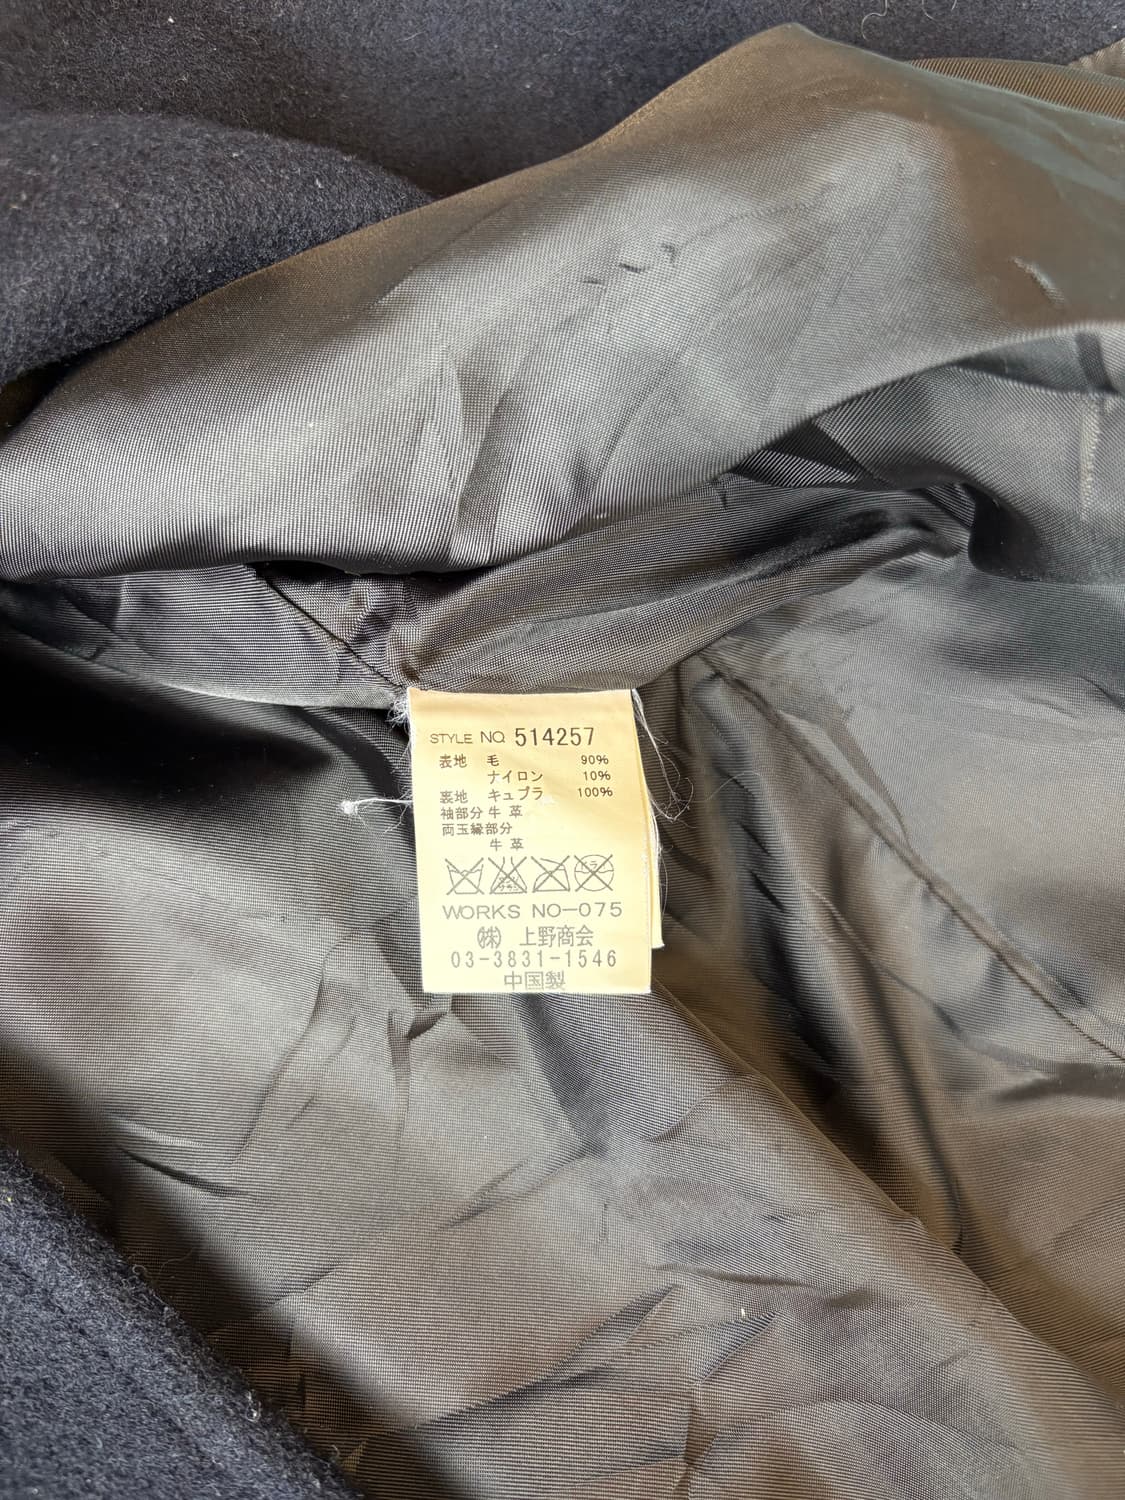 STYLE NO. 514257
表地 毛 90%
ナイロン 10%
裏地 キュプラ 100%
袖部分 牛 革
両玉縁部分
牛 革
WORKS NO-075
㈱ 上野商会
03-3831-1546
中国製